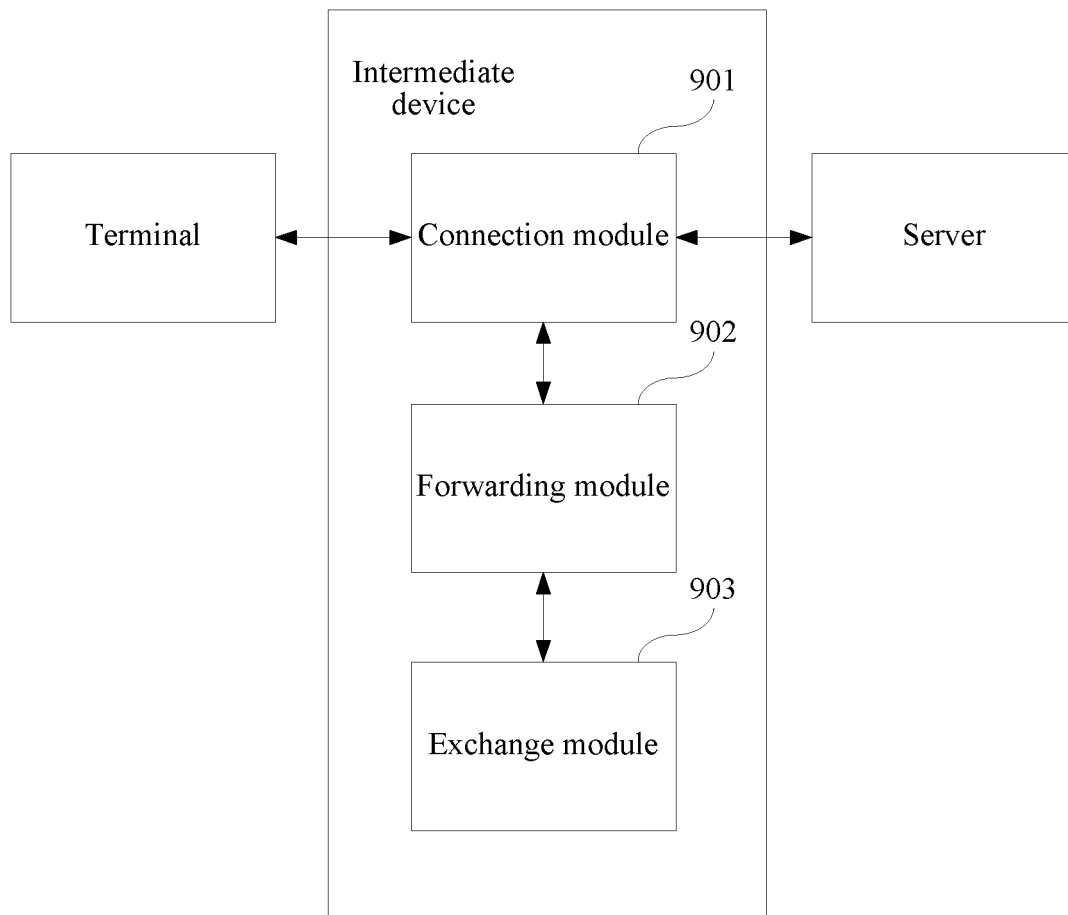 Intermediate
device
901
Terminal
Connection module
Server
902
Forwarding module
903
Exchange module